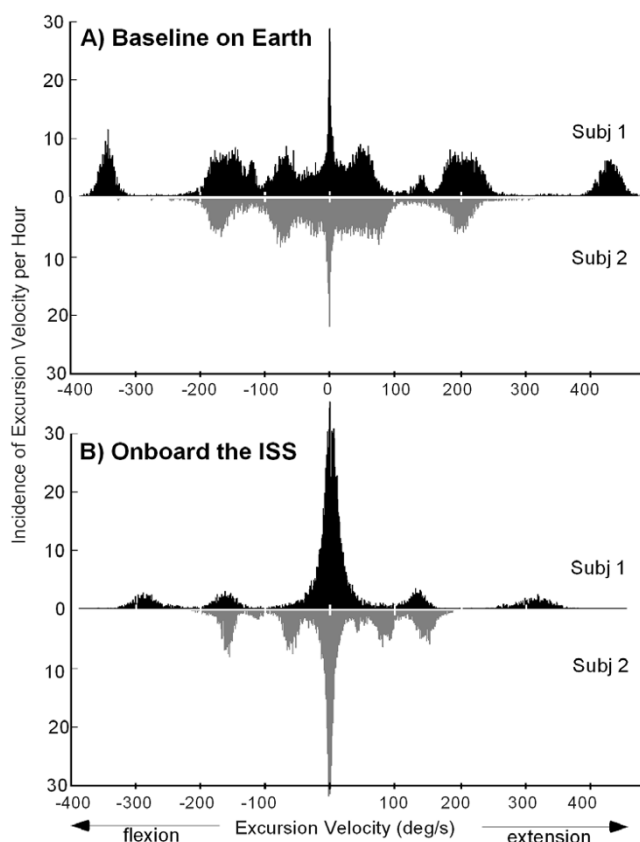 30
A) Baseline on Earth
20
10
Subj 1
0
10
Subj 2
20
30
-400 -300 -200 -100 0 100 200 300 400
Incidence of Excursion Velocity per Hour
30
B) Onboard the ISS
20
10
Subj 1
0
10
Subj 2
20
30
-400 -300 -200 -100 0 100 200 300 400
flexion Excursion Velocity (deg/s) extension